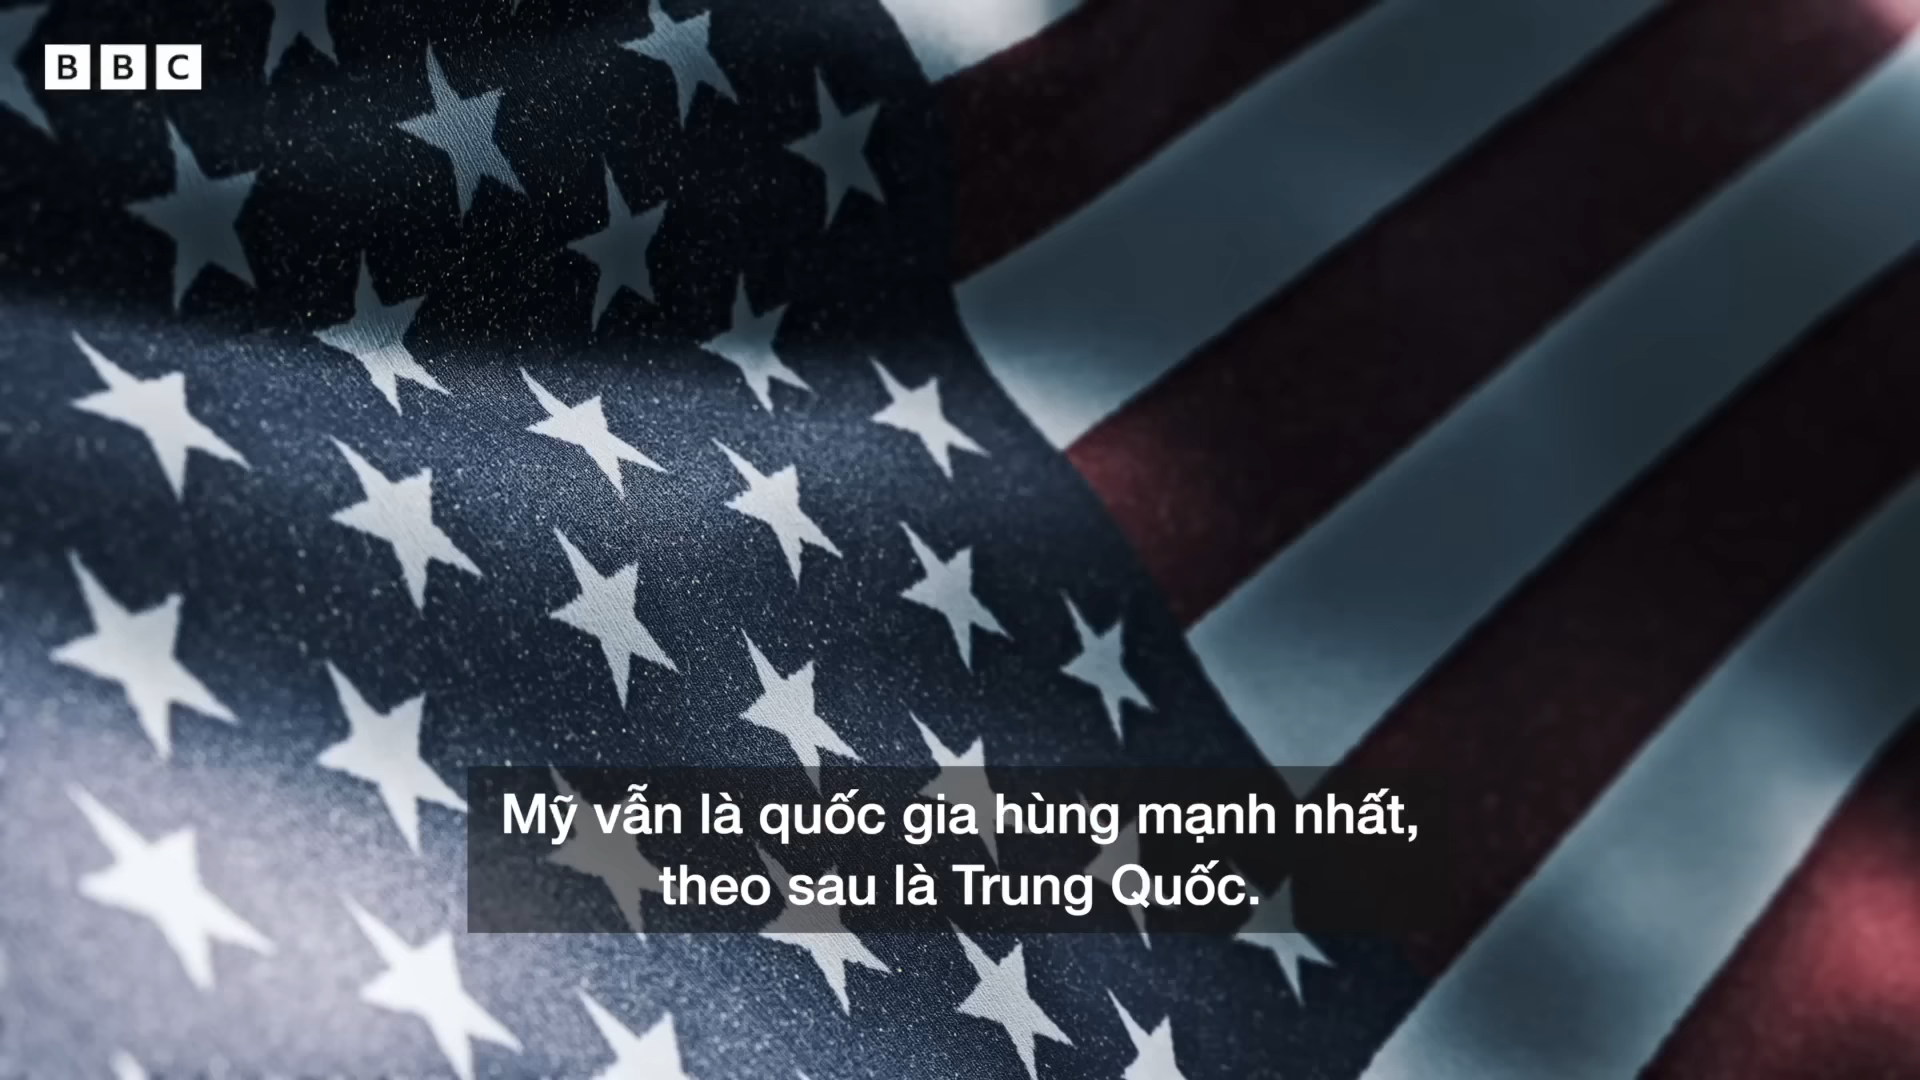 BBC
Mỹ vẫn là quốc gia hùng mạnh nhất,
theo sau là Trung Quốc.